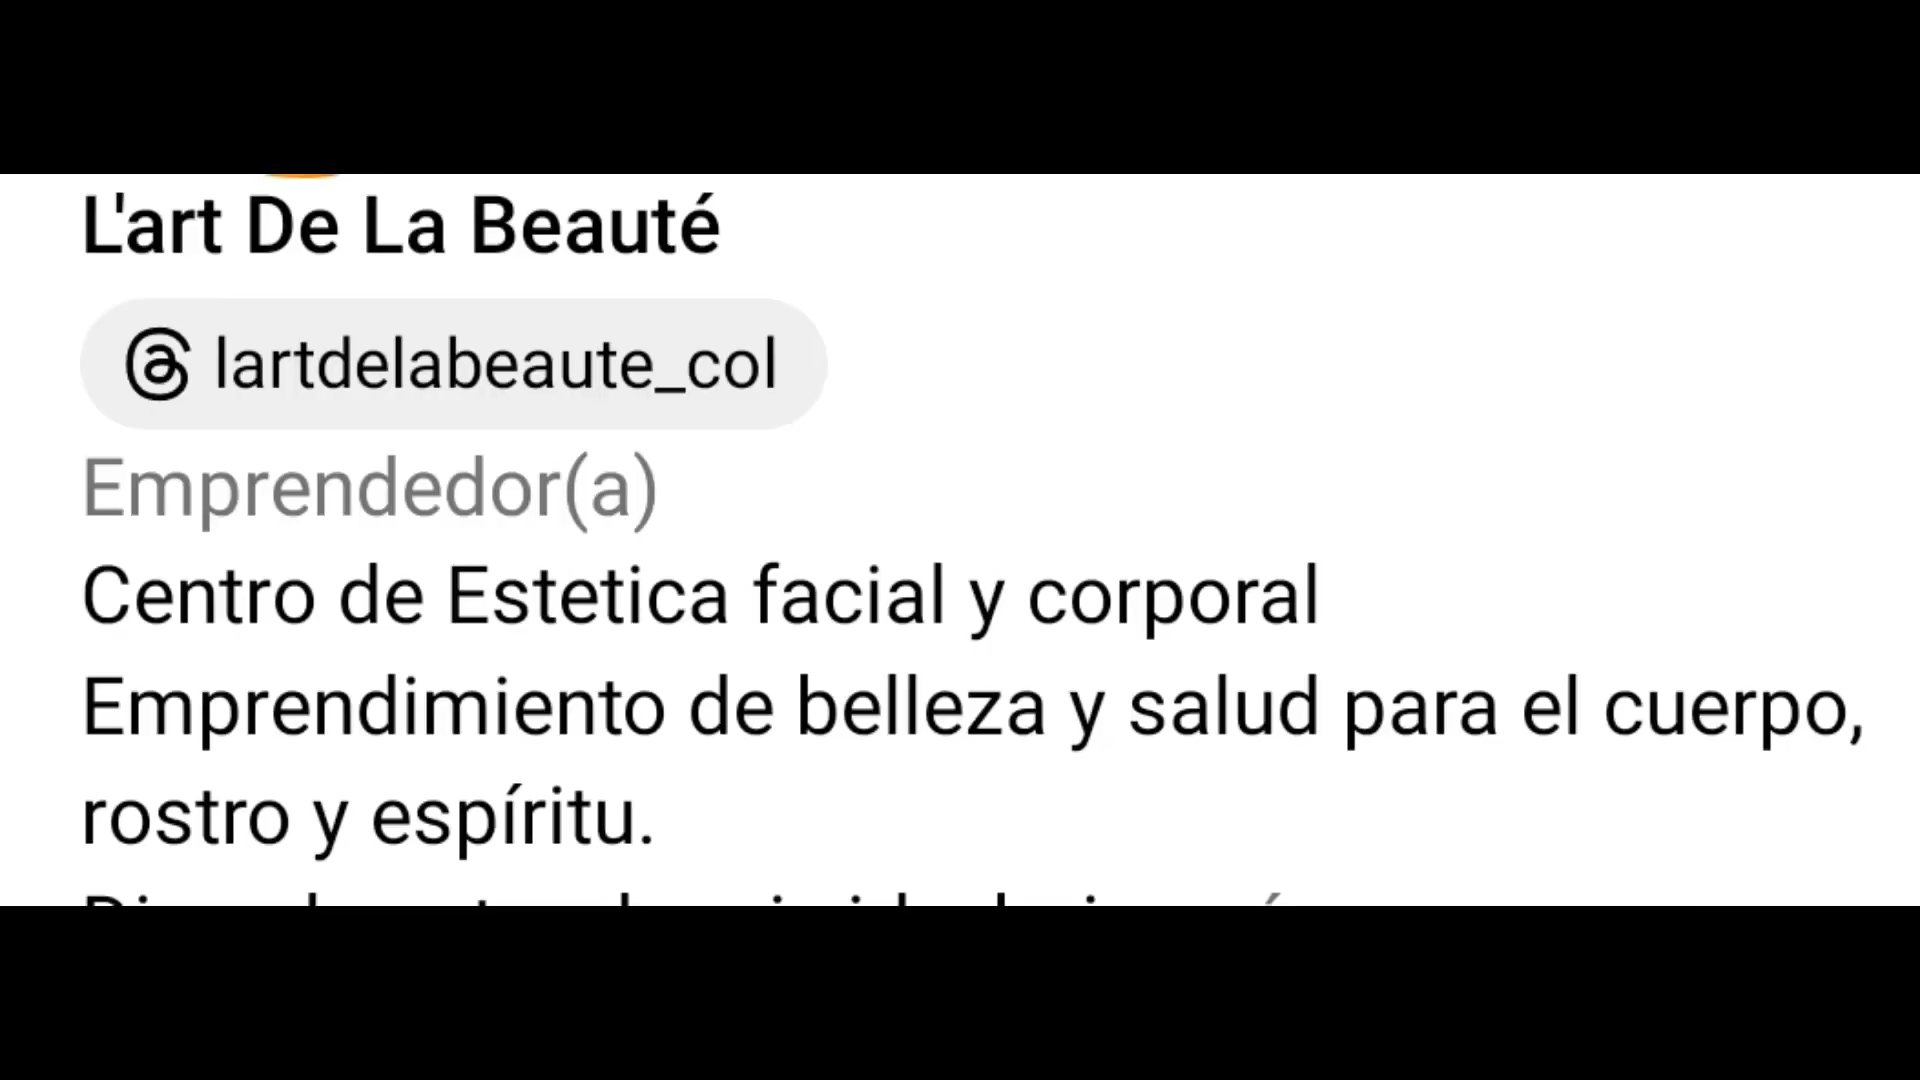 L'art De La Beauté
lartdelabeaute_col
Emprendedor(a)
Centro de Estetica facial y corporal
Emprendimiento de belleza y salud para el cuerpo,
rostro y espíritu.